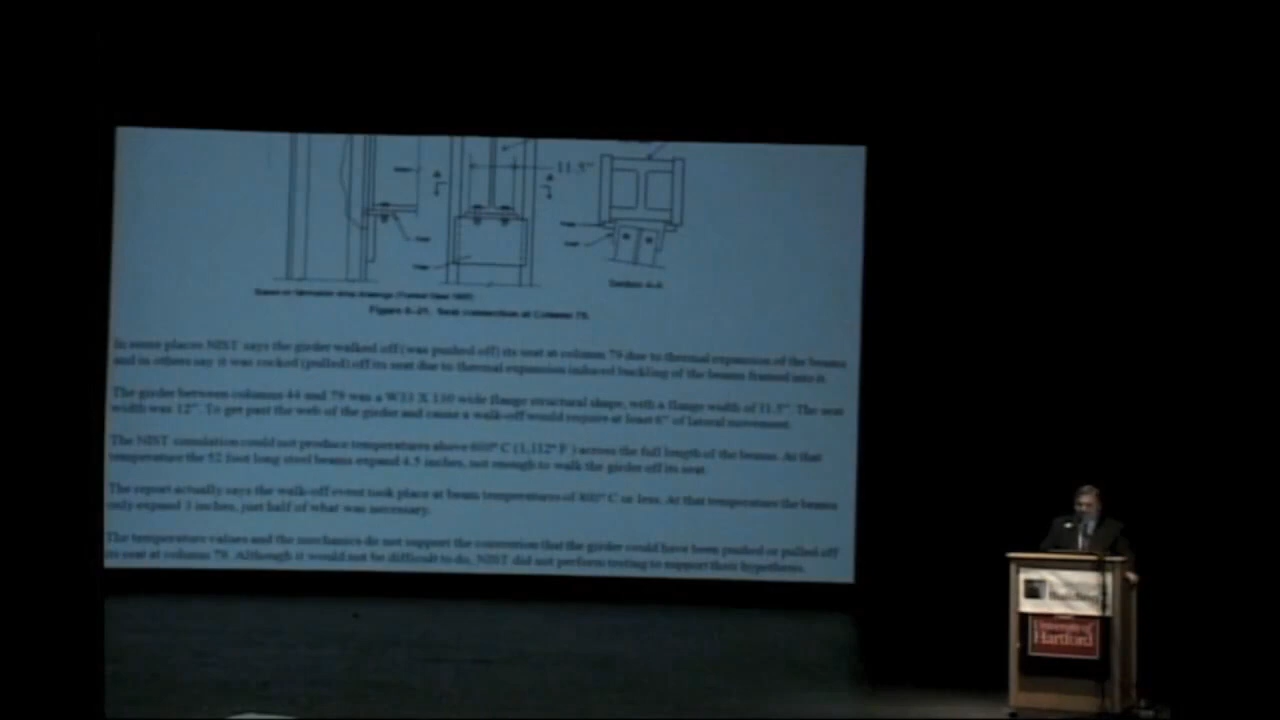 11.5"
Section A-A
Figure 8-21. Seat connection at Column 79.
In some places NIST says the girder walked off (was pushed off) its seat at column 79 due to thermal expansion of the beams
and in others say it was rocked (pulled) off its seat due to thermal expansion induced buckling of the beams framed into it.
The girder between columns 44 and 79 was a W33 X 130 wide flange structural shape, with a flange width of 11.5". The seat
width was 12". To get past the web of the girder and cause a walk-off would require at least 6" of lateral movement.
The NIST simulation could not produce temperatures above 600° C (1,112° F ) across the full length of the beams. At that
temperature the 52 foot long steel beams expand 4.5 inches, not enough to walk the girder off its seat.
The report actually says the walk-off event took place at beam temperatures of 400° C or less. At that temperature the beams
only expand 3 inches, just half of what was necessary.
The temperature values and the mechanics do not support the contention that the girder could have been pushed or pulled off
its seat at column 79. Although it would not be difficult to do, NIST did not perform testing to support their hypothesis.
University of
Hartford